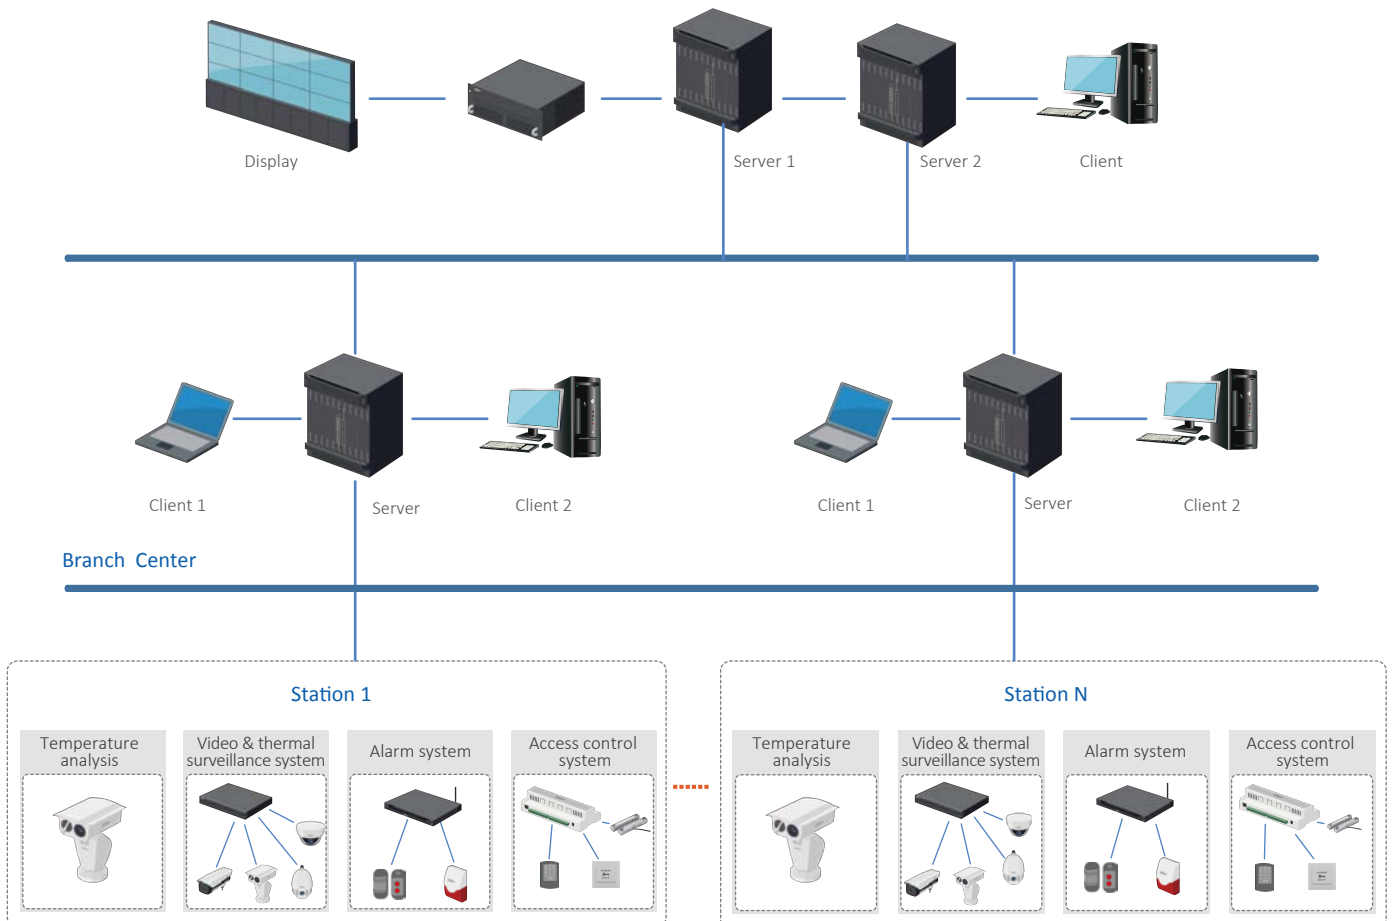 Display
Server 1
Server 2
Client
Client 1
Server
Client 2
Client 1
Server
Client 2
Branch Center
Station 1
Station N
Temperature
analysis
Video & thermal
surveillance system
Alarm system
Access control
system
Temperature
analysis
Video & thermal
surveillance system
Alarm system
Access control
system